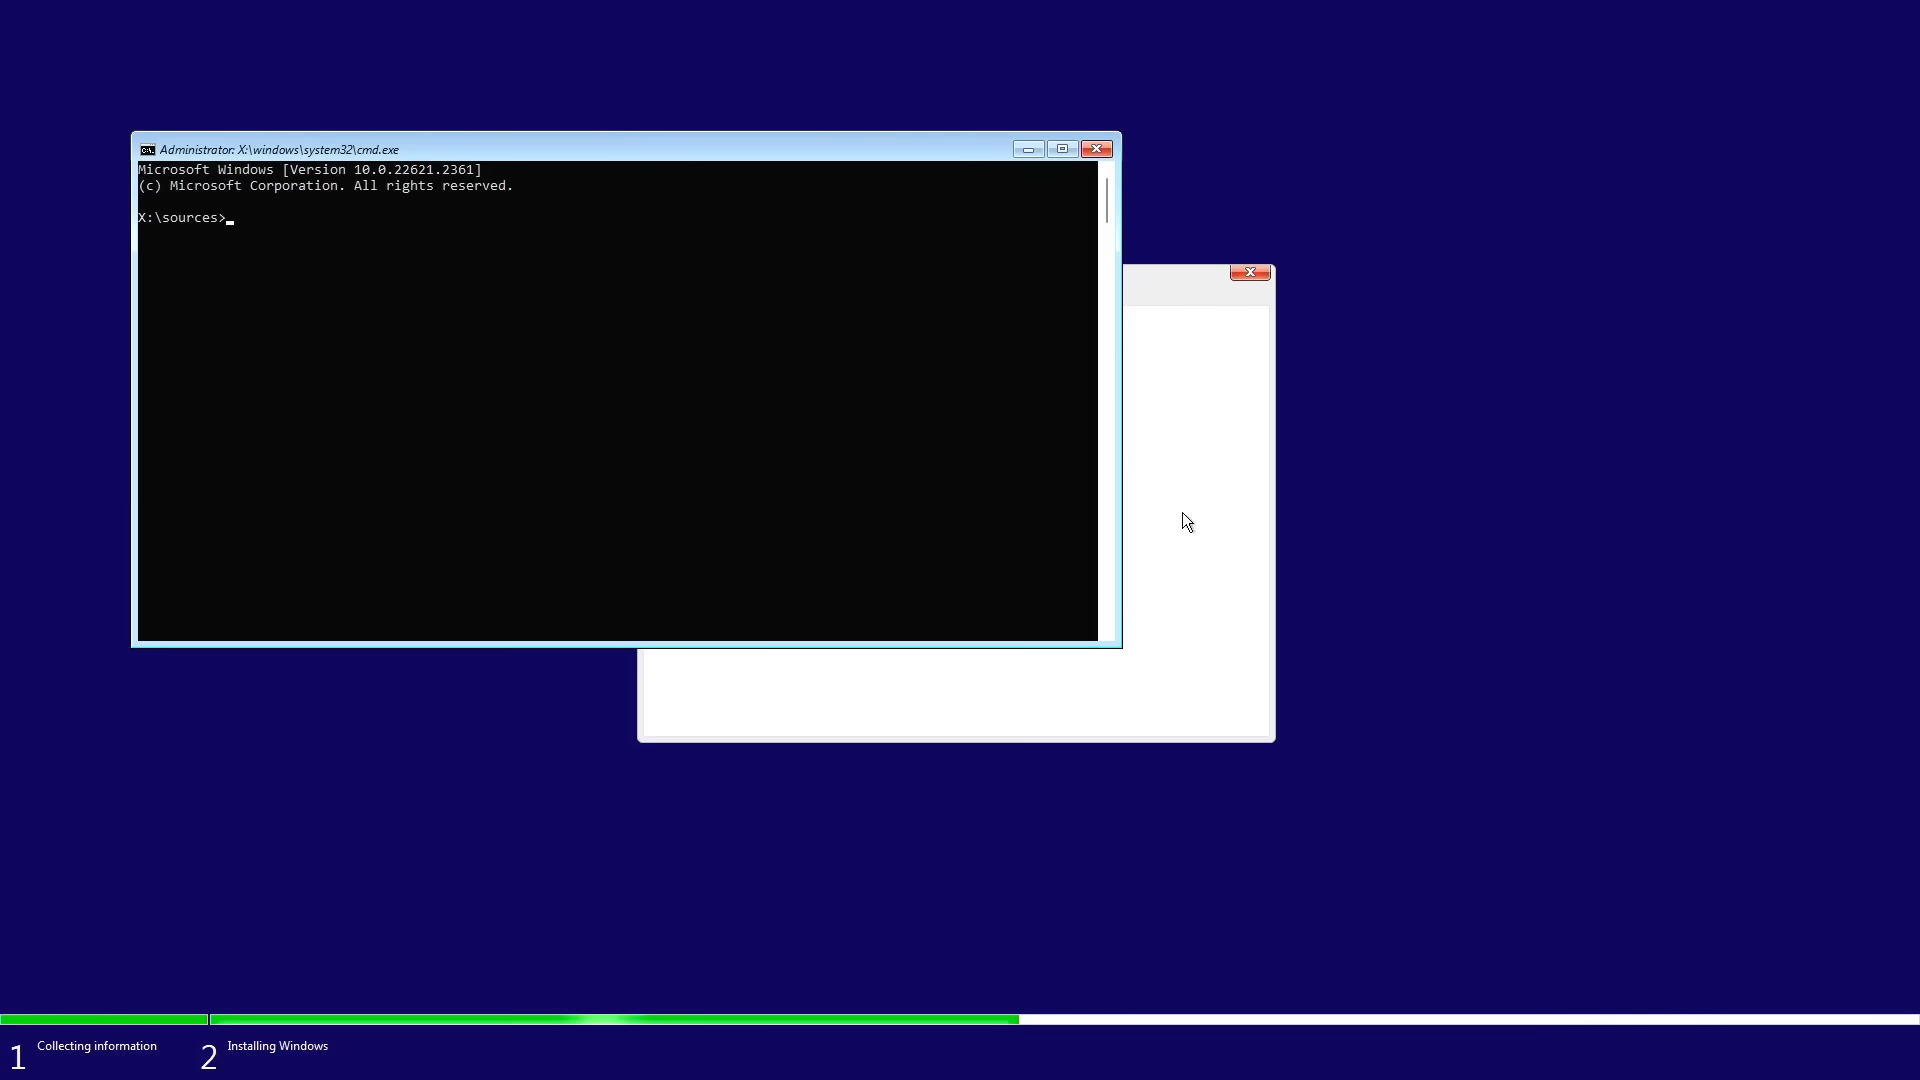 Administrator: X:\windows\system32\cmd.exe
Microsoft Windows [Version 10.0.22621.2361]
(c) Microsoft Corporation. All rights reserved.
X:\sources>
1 Collecting information
2 Installing Windows